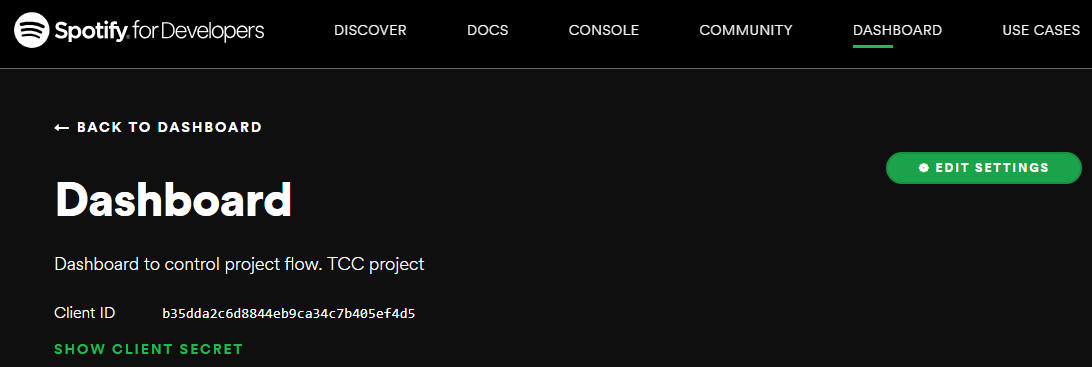 Spotify for Developers DISCOVER DOCS CONSOLE COMMUNITY DASHBOARD USE CASES
← BACK TO DASHBOARD
EDIT SETTINGS
Dashboard
Dashboard to control project flow. TCC project
Client ID b35dda2c6d8844eb9ca34c7b405ef4d5
SHOW CLIENT SECRET